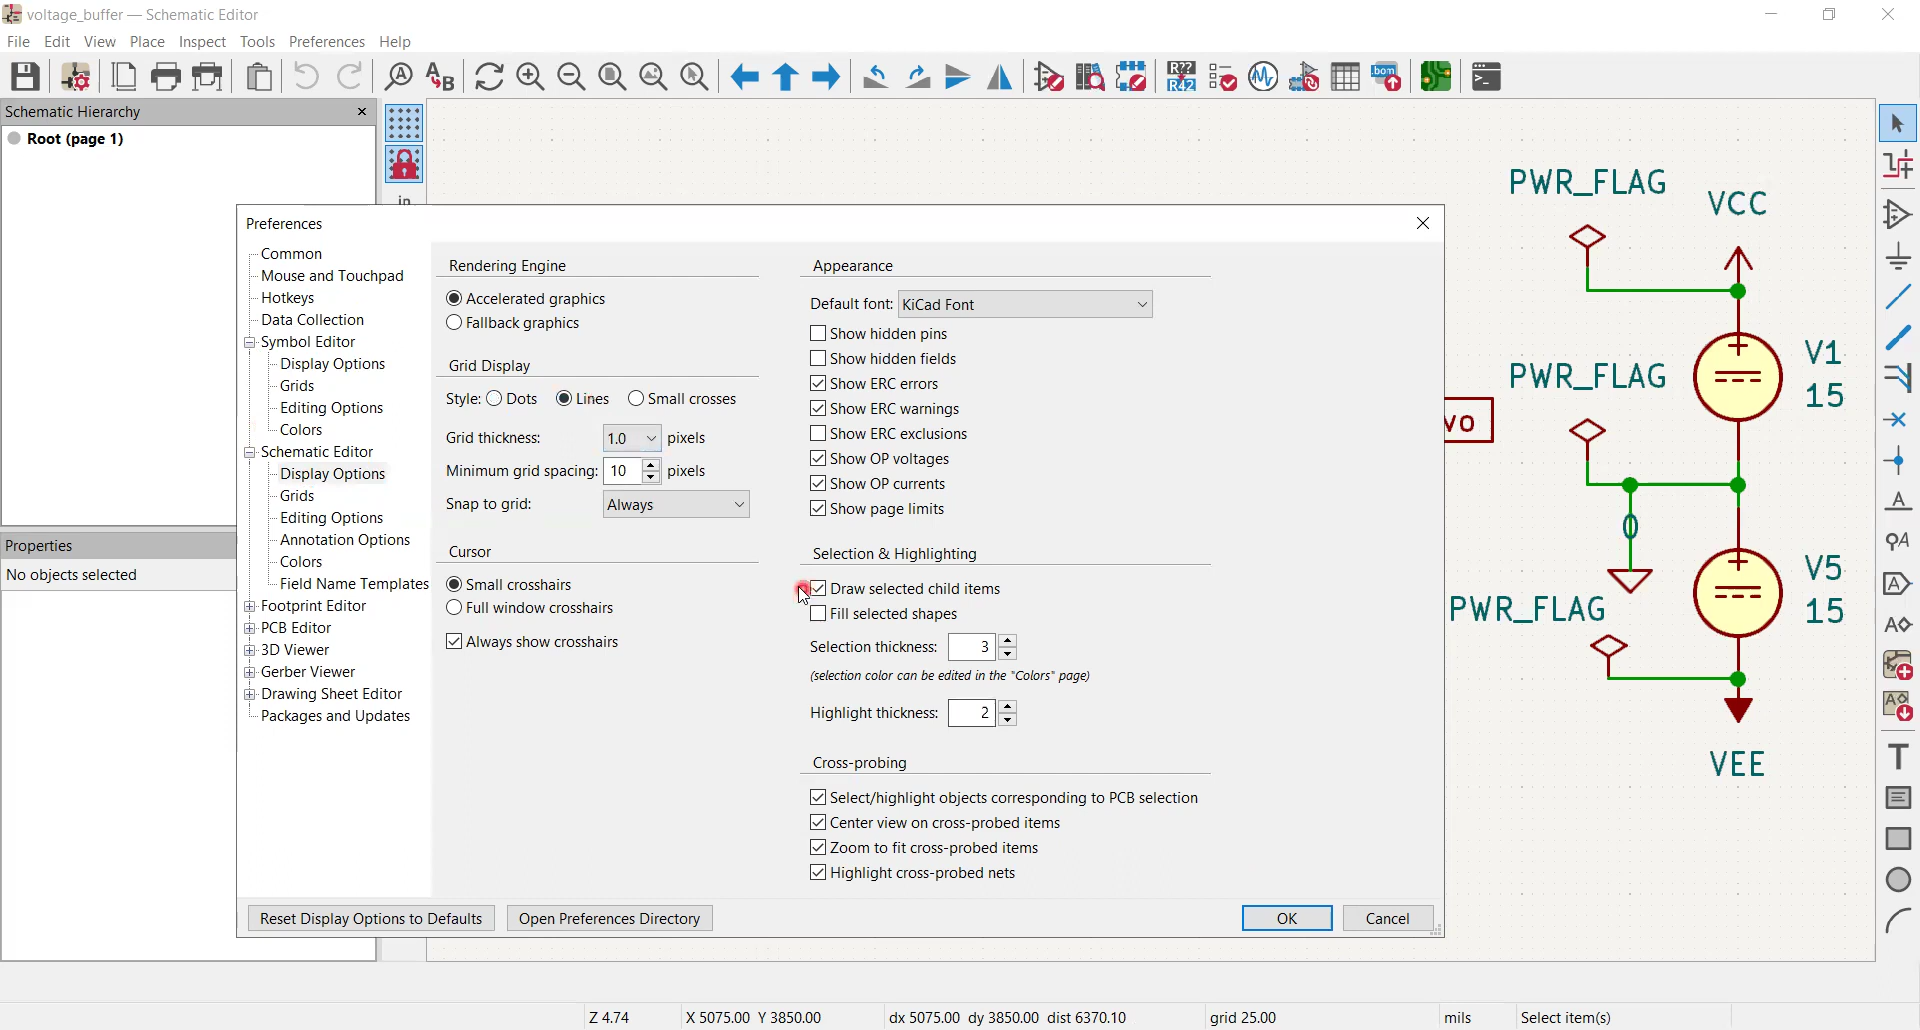 voltage_buffer — Schematic Editor
File Edit View Place Inspect Tools Preferences Help
Schematic Hierarchy
Root (page 1)
in
Properties
No objects selected
Preferences
Common
Mouse and Touchpad
Hotkeys
Data Collection
Symbol Editor
Display Options
Grids
Editing Options
Colors
Schematic Editor
Display Options
Grids
Editing Options
Annotation Options
Colors
Field Name Templates
Footprint Editor
PCB Editor
3D Viewer
Gerber Viewer
Drawing Sheet Editor
Packages and Updates
Rendering Engine
Accelerated graphics
Fallback graphics
Grid Display
Style: Dots Lines Small crosses
Grid thickness: 1.0 pixels
Minimum grid spacing: 10 pixels
Snap to grid: Always
Cursor
Small crosshairs
Full window crosshairs
Always show crosshairs
Appearance
Default font: KiCad Font
Show hidden pins
Show hidden fields
Show ERC errors
Show ERC warnings
Show ERC exclusions
Show OP voltages
Show OP currents
Show page limits
Selection & Highlighting
Draw selected child items
Fill selected shapes
Selection thickness: 3
(selection color can be edited in the "Colors" page)
Highlight thickness: 2
Cross-probing
Select/highlight objects corresponding to PCB selection
Center view on cross-probed items
Zoom to fit cross-probed items
Highlight cross-probed nets
Reset Display Options to Defaults
Open Preferences Directory
OK
Cancel
PWR_FLAG
VCC
V1
15
PWR_FLAG
VO
0
V5
15
PWR_FLAG
VEE
R??
R42
bom
A
A
A
A
A
T
Z 4.74 X 5075.00 Y 3850.00 dx 5075.00 dy 3850.00 dist 6370.10 grid 25.00 mils Select item(s)